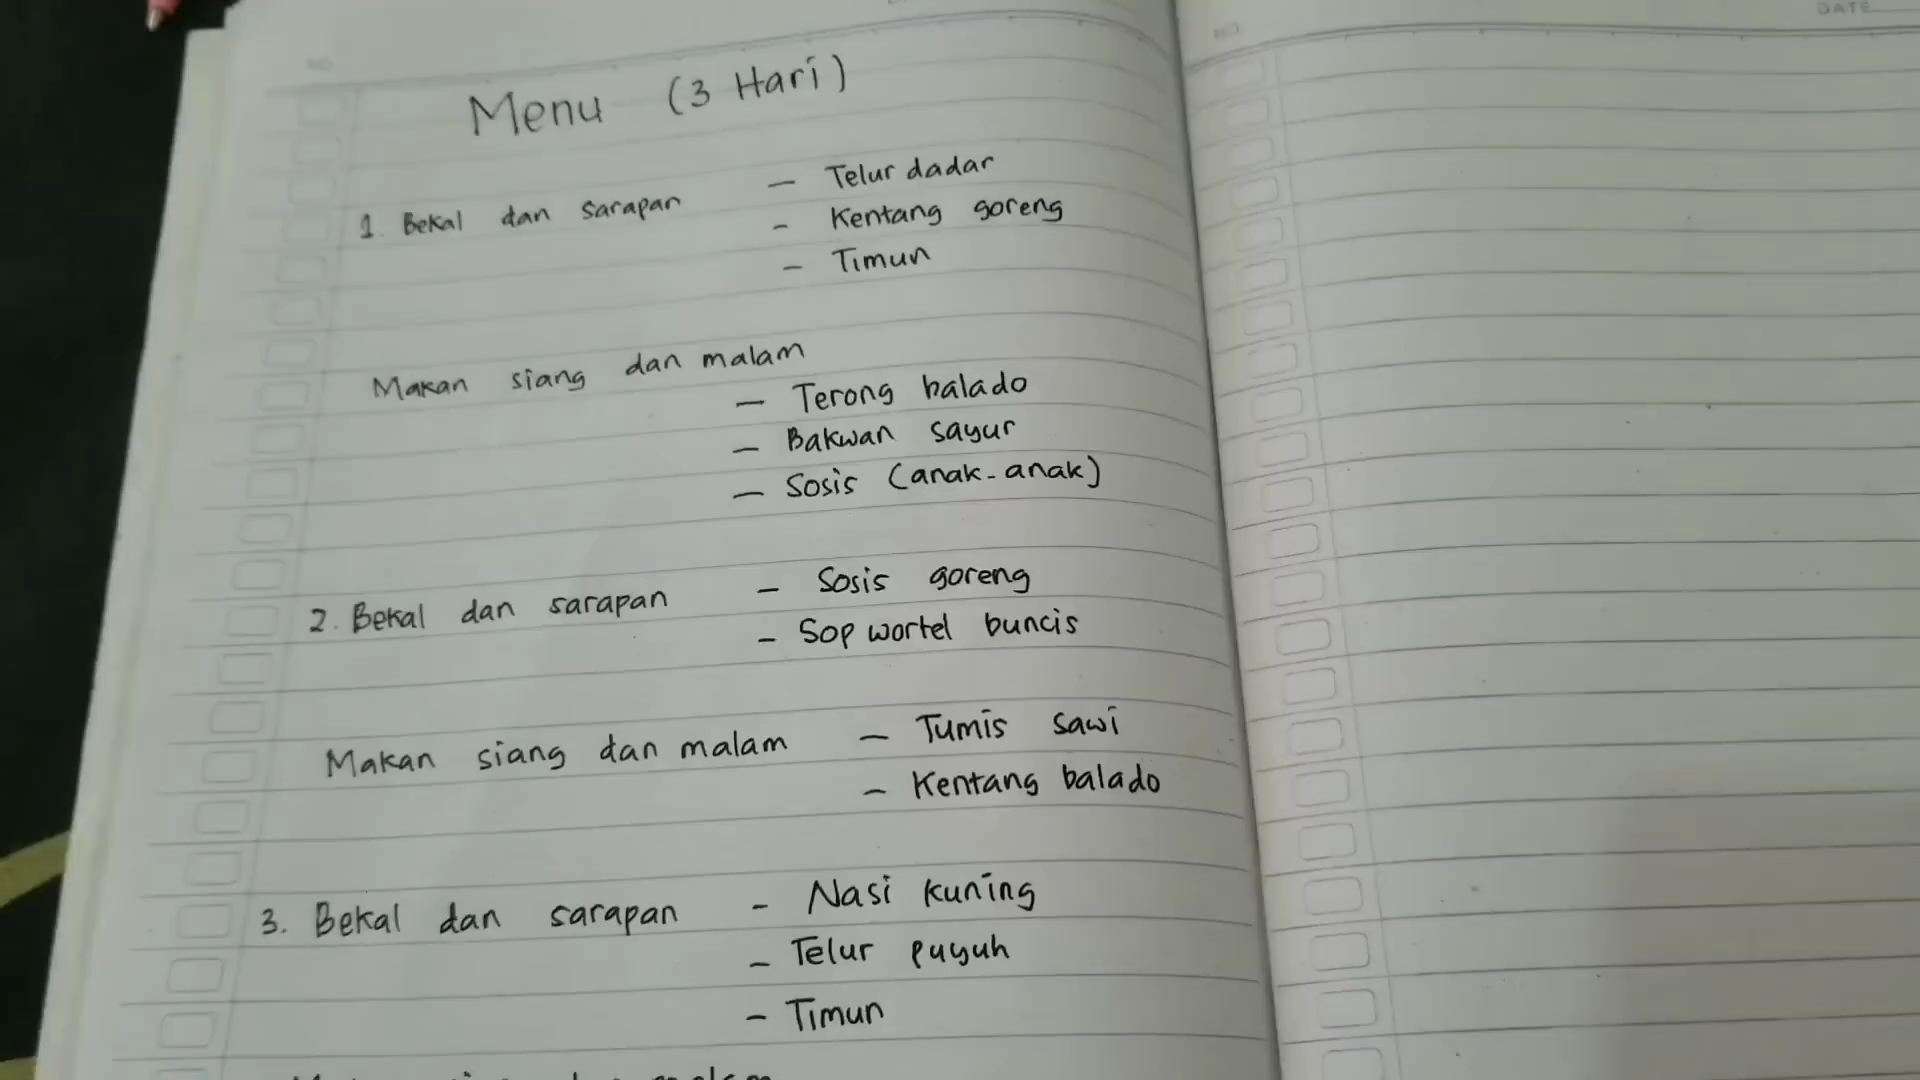 NO
DATE
Menu (3 Hari)
1. Bekal dan sarapan - Telur dadar
- Kentang goreng
- Timun
Makan siang dan malam
- Terong balado
- Bakwan sayur
- Sosis (anak-anak)
2. Bekal dan sarapan - Sosis goreng
- Sop wortel buncis
Makan siang dan malam - Tumis sawi
- Kentang balado
3. Bekal dan sarapan - Nasi kuning
- Telur puyuh
- Timun